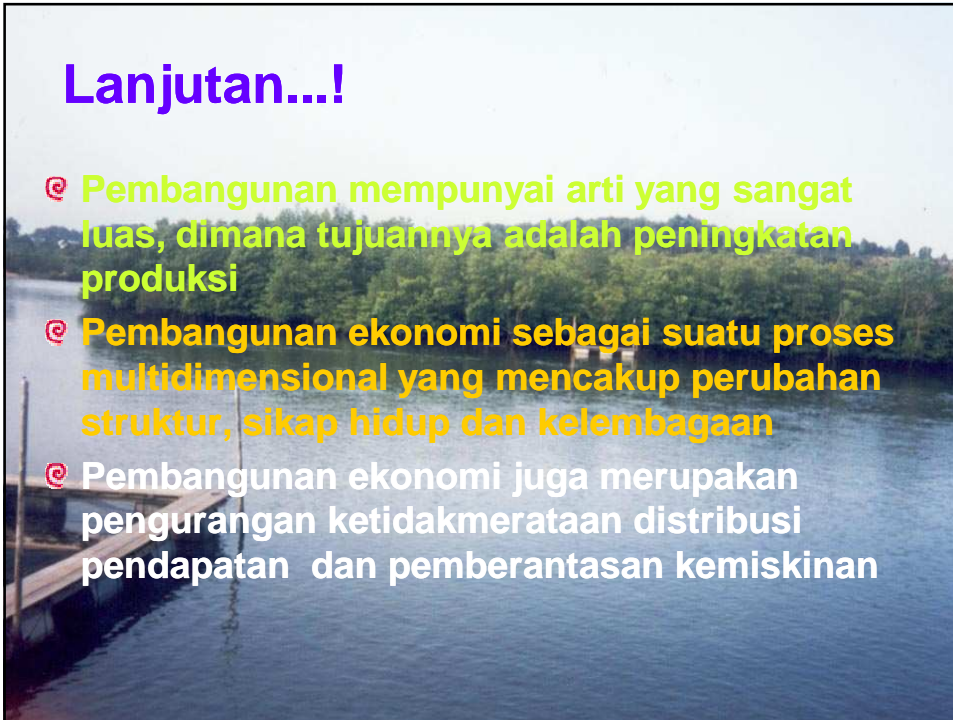 Lanjutan...!
Pembangunan mempunyai arti yang sangat
luas, dimana tujuannya adalah peningkatan
produksi
Pembangunan ekonomi sebagai suatu proses
multidimensional yang mencakup perubahan
struktur, sikap hidup dan kelembagaan
Pembangunan ekonomi juga merupakan
pengurangan ketidakmerataan distribusi
pendapatan dan pemberantasan kemiskinan